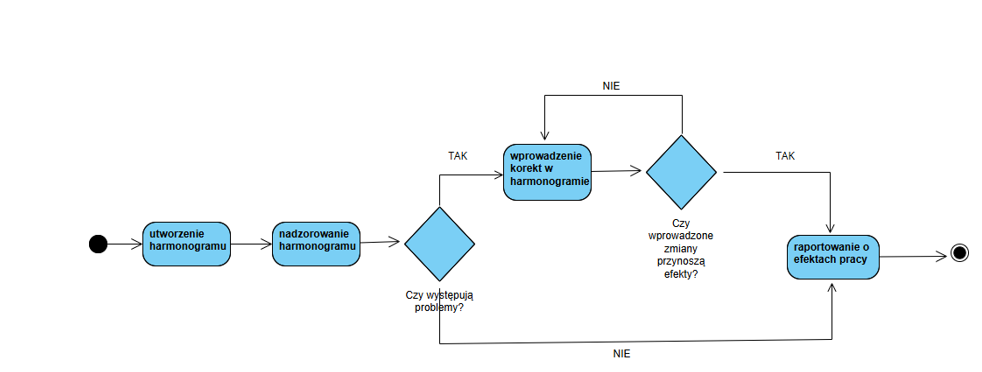 NIE
TAK
wprowadzenie
korekt w
harmonogramie
TAK
Czy
wprowadzone
zmiany
przynoszą
efekty?
utworzenie
harmonogramu
nadzorowanie
harmonogramu
Czy występują
problemy?
raportowanie o
efektach pracy
NIE